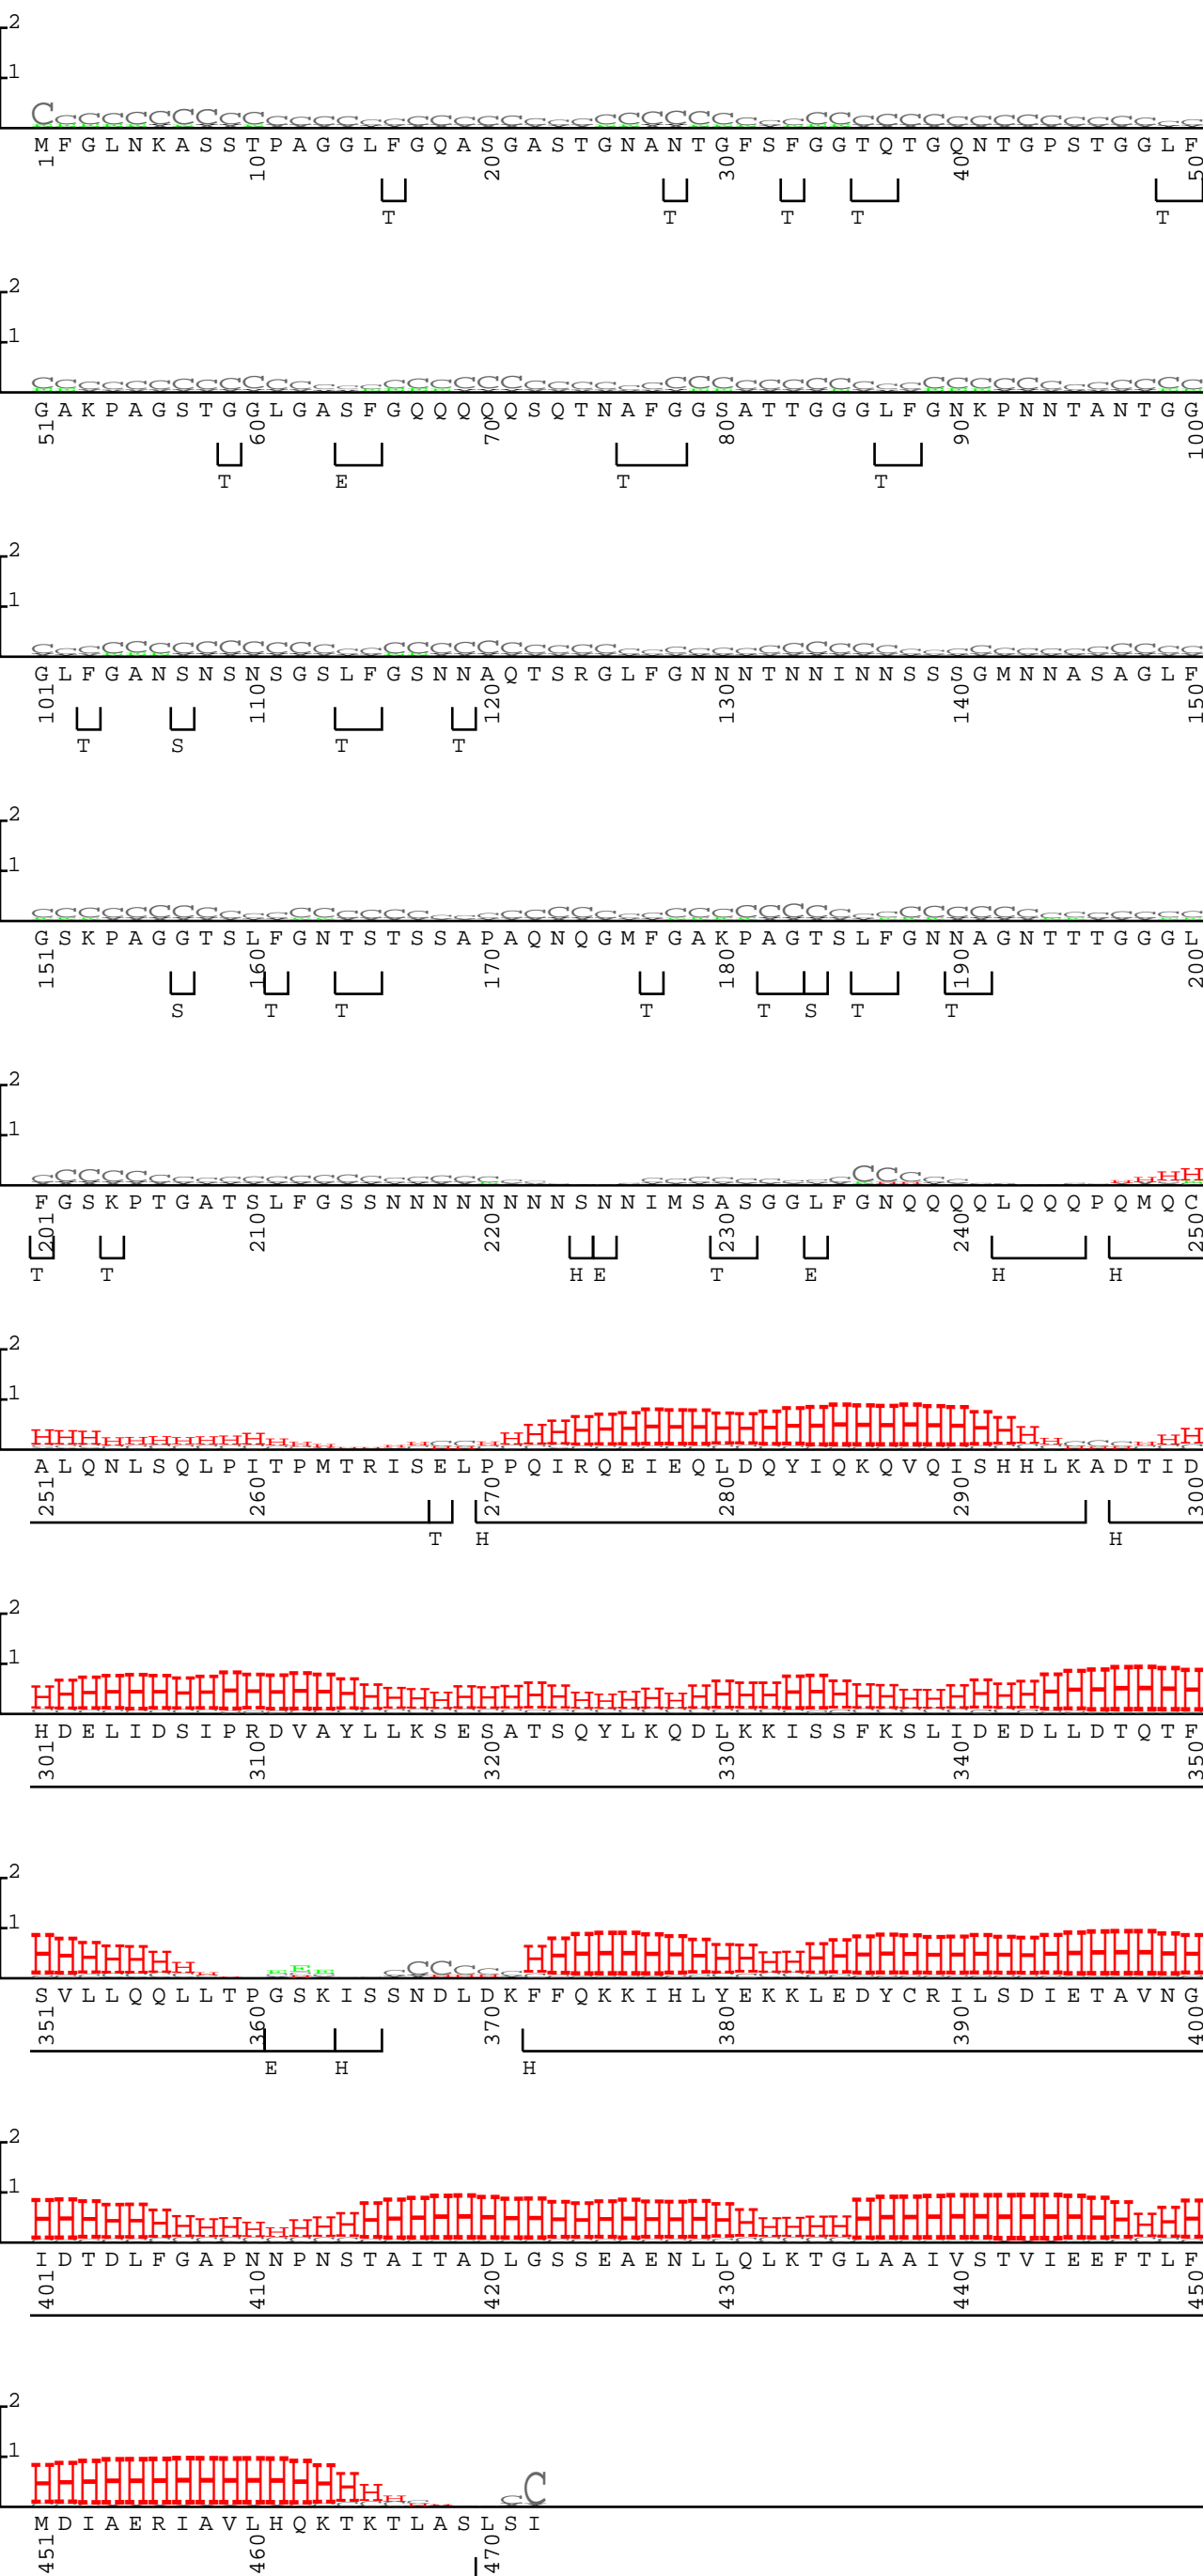 2
1
M F G L N K A S S T P A G G L F G Q A S G A S T G N A N T G F S F G G T Q T G Q N T G P S T G G L F
1 10 20 30 40 50
T T T T T
2
1
G A K P A G S T G G L G A S F G Q Q Q Q Q S Q T N A F G G S A T T G G G L F G N K P N N T A N T G G
51 60 70 80 90 100
T E T T
2
1
G L F G A N S N S N S G S L F G S N N A Q T S R G L F G N N N T N N I N N S S S G M N N A S A G L F
101 110 120 130 140 150
T S T T
2
1
G S K P A G G T S L F G N T S T S S A P A Q N Q G M F G A K P A G T S L F G N N A G N T T T G G G L
151 160 170 180 190 200
S T T T T S T T
2
1
F G S K P T G A T S L F G S S N N N N N N N N S N N I M S A S G G L F G N Q Q Q Q L Q Q Q P Q M Q C
201 210 220 230 240 250
T T H E T E H H
2
1
A L Q N L S Q L P I T P M T R I S E L P P Q I R Q E I E Q L D Q Y I Q K Q V Q I S H H L K A D T I D
251 260 270 280 290 300
T H H
2
1
H D E L I D S I P R D V A Y L L K S E S A T S Q Y L K Q D L K K I S S F K S L I D E D L L D T Q T F
301 310 320 330 340 350
2
1
S V L L Q Q L L T P G S K I S S N D L D K F F Q K K I H L Y E K K L E D Y C R I L S D I E T A V N G
351 360 370 380 390 400
E H H
2
1
I D T D L F G A P N N P N S T A I T A D L G S S E A E N L L Q L K T G L A A I V S T V I E E F T L F
401 410 420 430 440 450
2
1
M D I A E R I A V L H Q K T K T L A S L S I
451 460 470